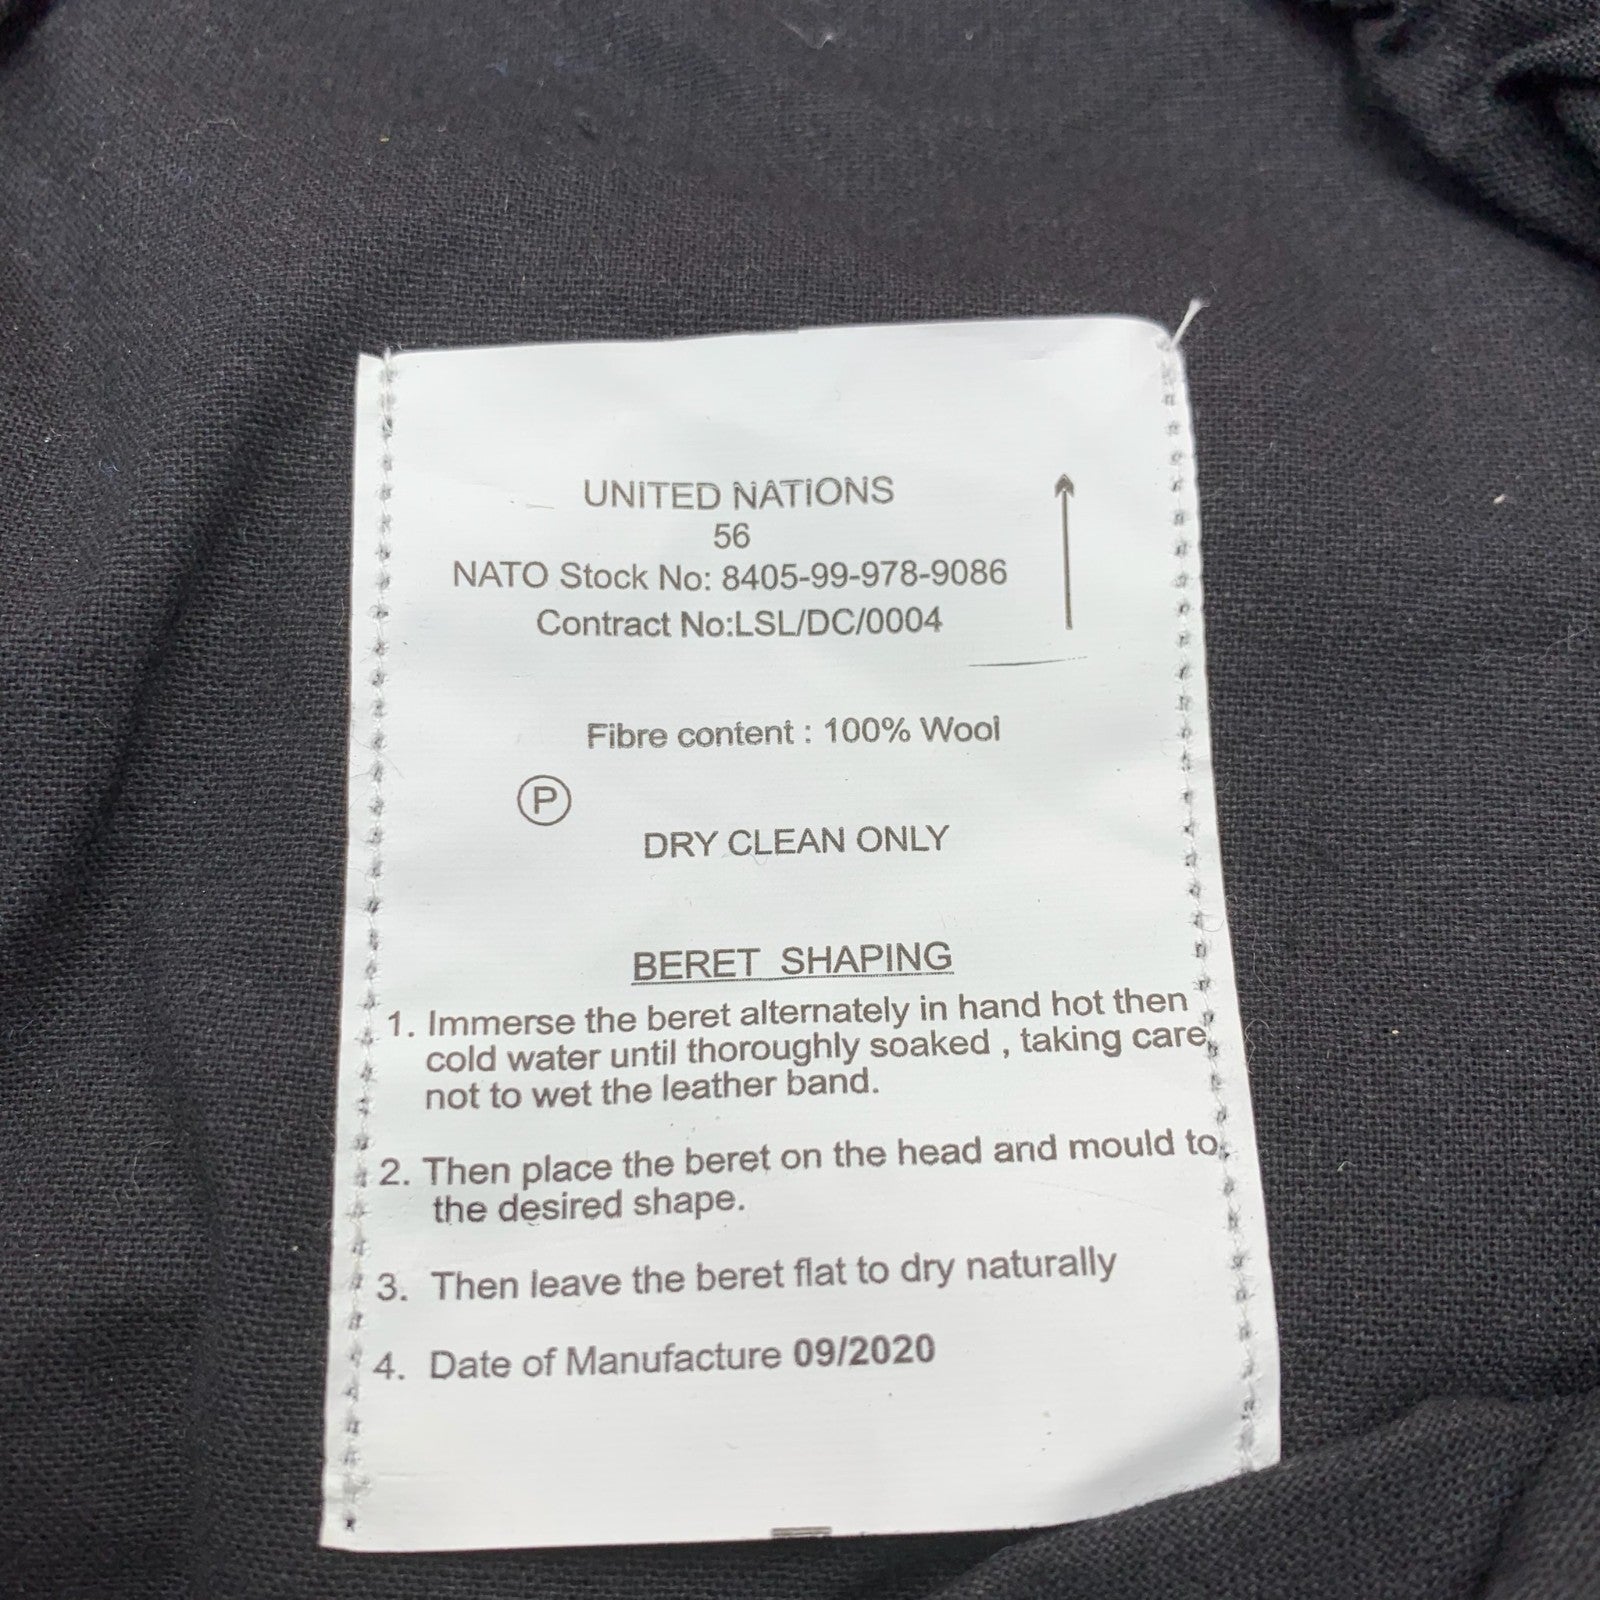 UNITED NATIONS
56
NATO Stock No: 8405-99-978-9086
Contract No:LSL/DC/0004
Fibre content : 100% Wool
P
DRY CLEAN ONLY
BERET SHAPING
1. Immerse the beret alternately in hand hot then
cold water until thoroughly soaked , taking care
not to wet the leather band.
2. Then place the beret on the head and mould to
the desired shape.
3. Then leave the beret flat to dry naturally
4. Date of Manufacture 09/2020